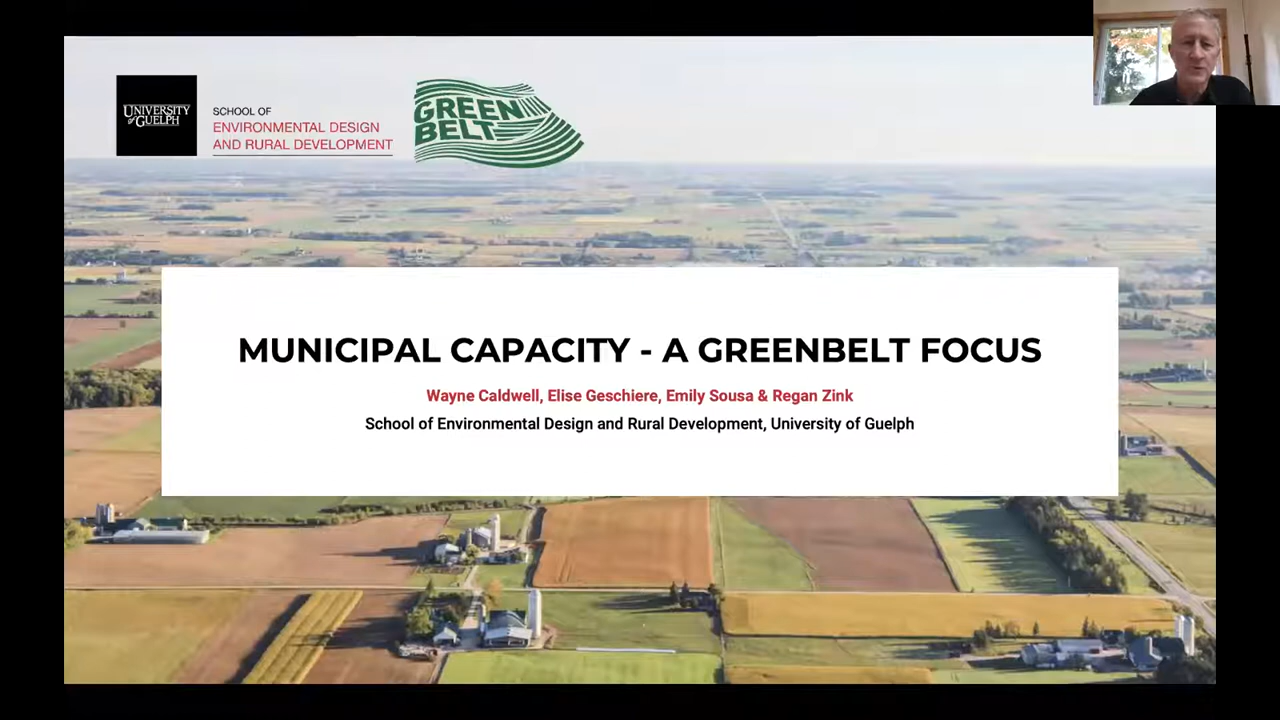 UNIVERSITY
of GUELPH
SCHOOL OF
ENVIRONMENTAL DESIGN
AND RURAL DEVELOPMENT
GREEN
BELT
MUNICIPAL CAPACITY - A GREENBELT FOCUS
Wayne Caldwell, Elise Geschiere, Emily Sousa & Regan Zink
School of Environmental Design and Rural Development, University of Guelph